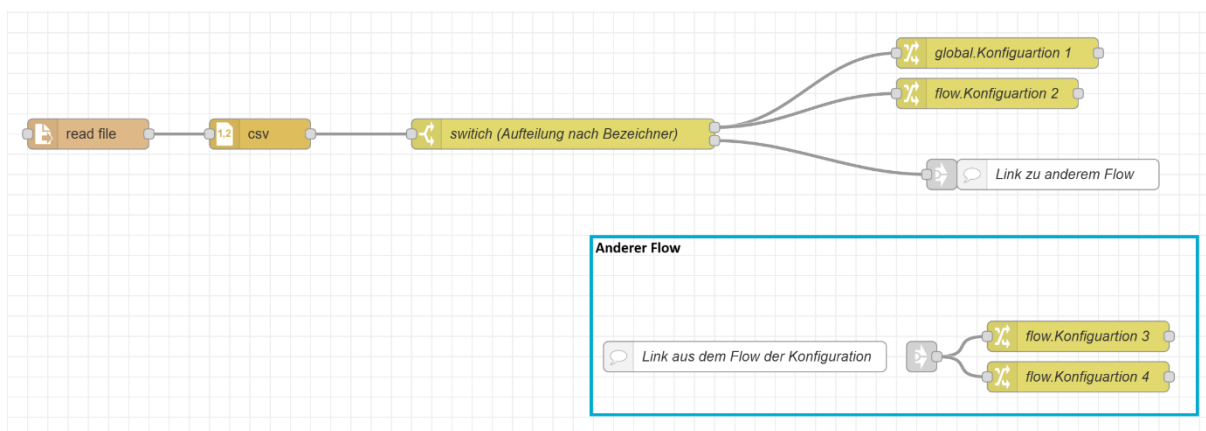 global.Konfiguartion 1
flow.Konfiguartion 2
read file
1,2 csv
switich (Aufteilung nach Bezeichner)
Link zu anderem Flow
Anderer Flow
flow.Konfiguartion 3
Link aus dem Flow der Konfiguration
flow.Konfiguartion 4